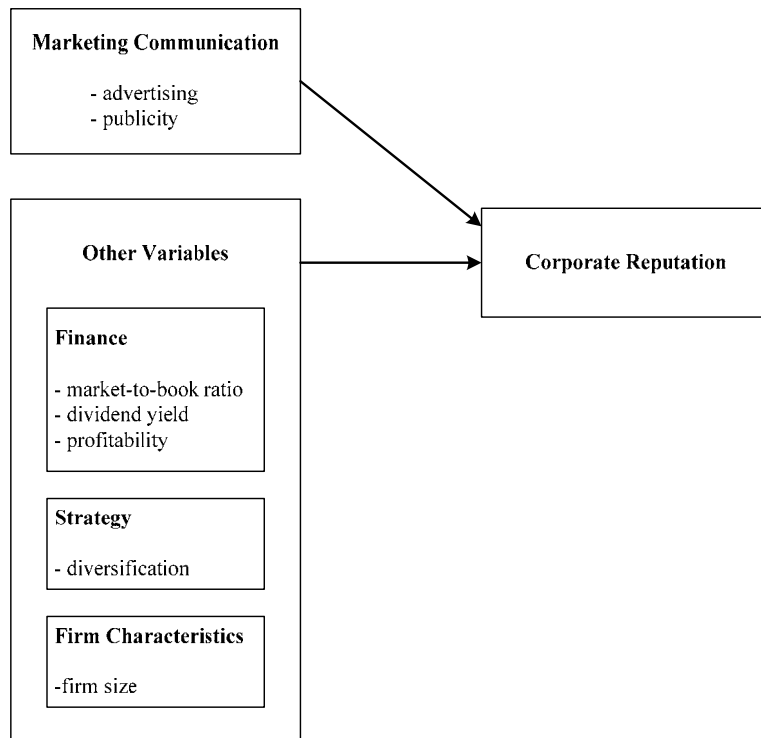 Marketing Communication
- advertising
- publicity
Other Variables
Corporate Reputation
Finance
- market-to-book ratio
- dividend yield
- profitability
Strategy
- diversification
Firm Characteristics
-firm size